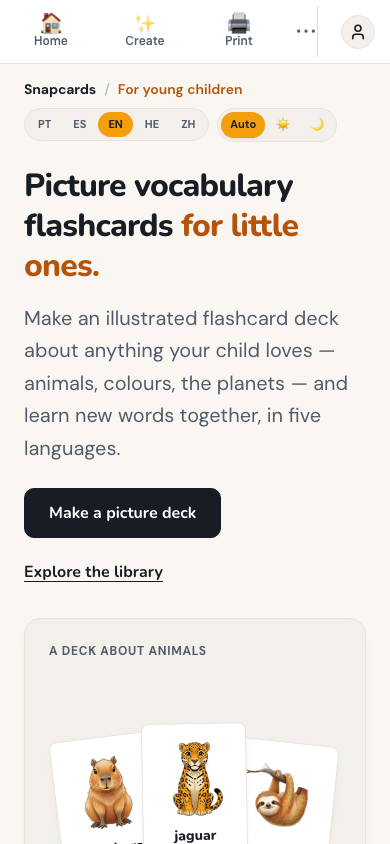 Home
Create
Print
Snapcards / For young children
PT ES EN HE ZH
Auto
Picture vocabulary
flashcards for little
ones.
Make an illustrated flashcard deck
about anything your child loves —
animals, colours, the planets — and
learn new words together, in five
languages.
Make a picture deck
Explore the library
A DECK ABOUT ANIMALS
jaguar